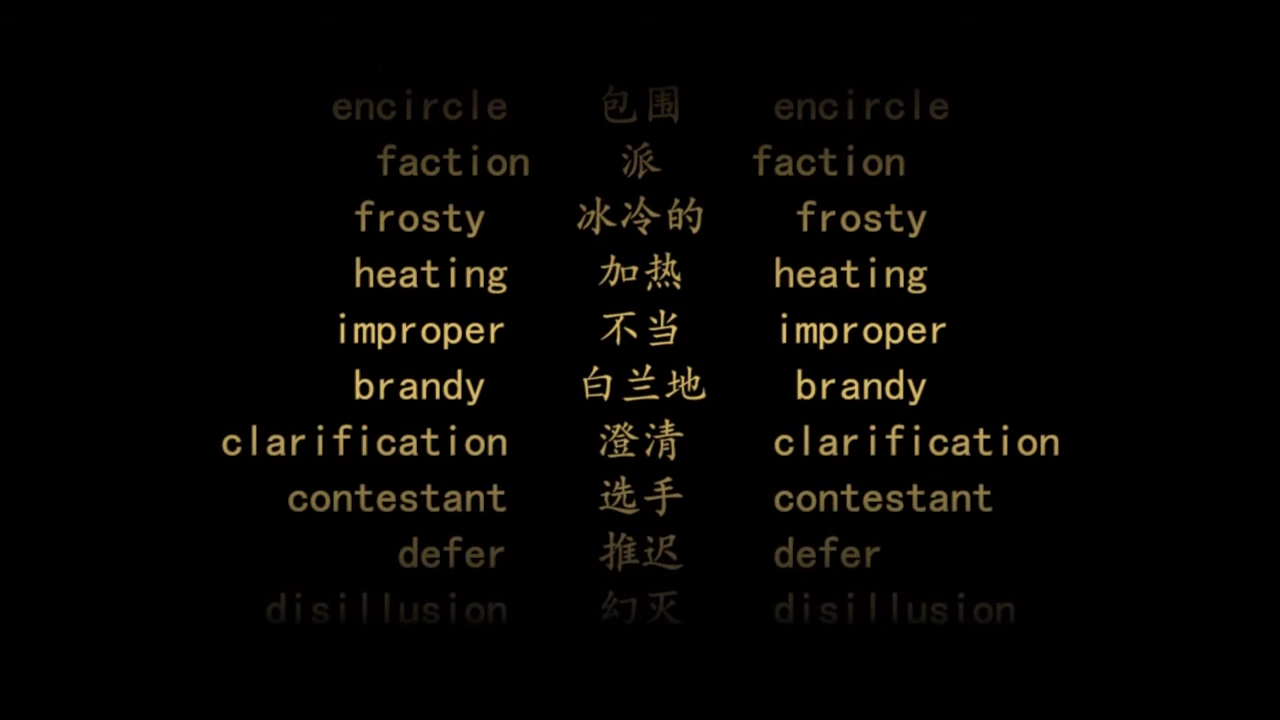 encircle 包围 encircle
faction 派 faction
frosty 冰冷的 frosty
heating 加热 heating
improper 不当 improper
brandy 白兰地 brandy
clarification 澄清 clarification
contestant 选手 contestant
defer 推迟 defer
disillusion 幻灭 disillusion